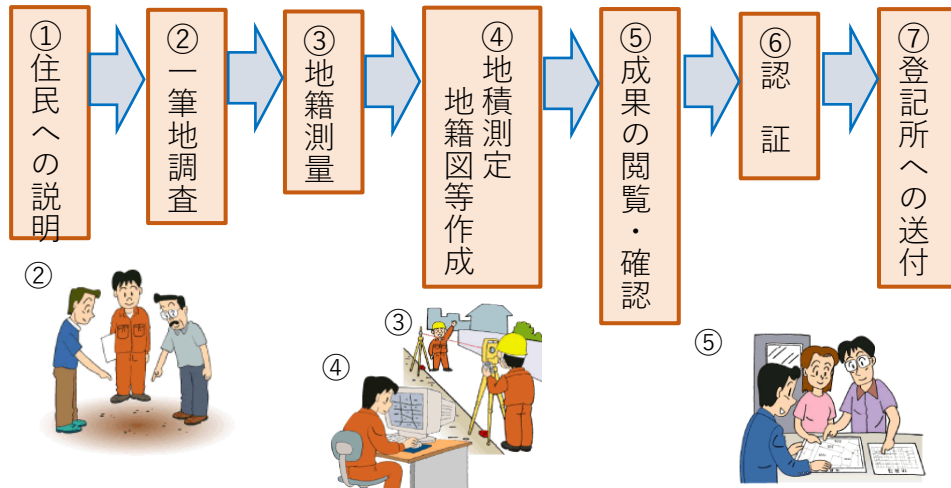 ①住民への説明
②一筆地調査
③地籍測量
④地積測定
地籍図等作成
⑤成果の閲覧・確認
⑥認　証
⑦登記所への送付
②
③
④
⑤